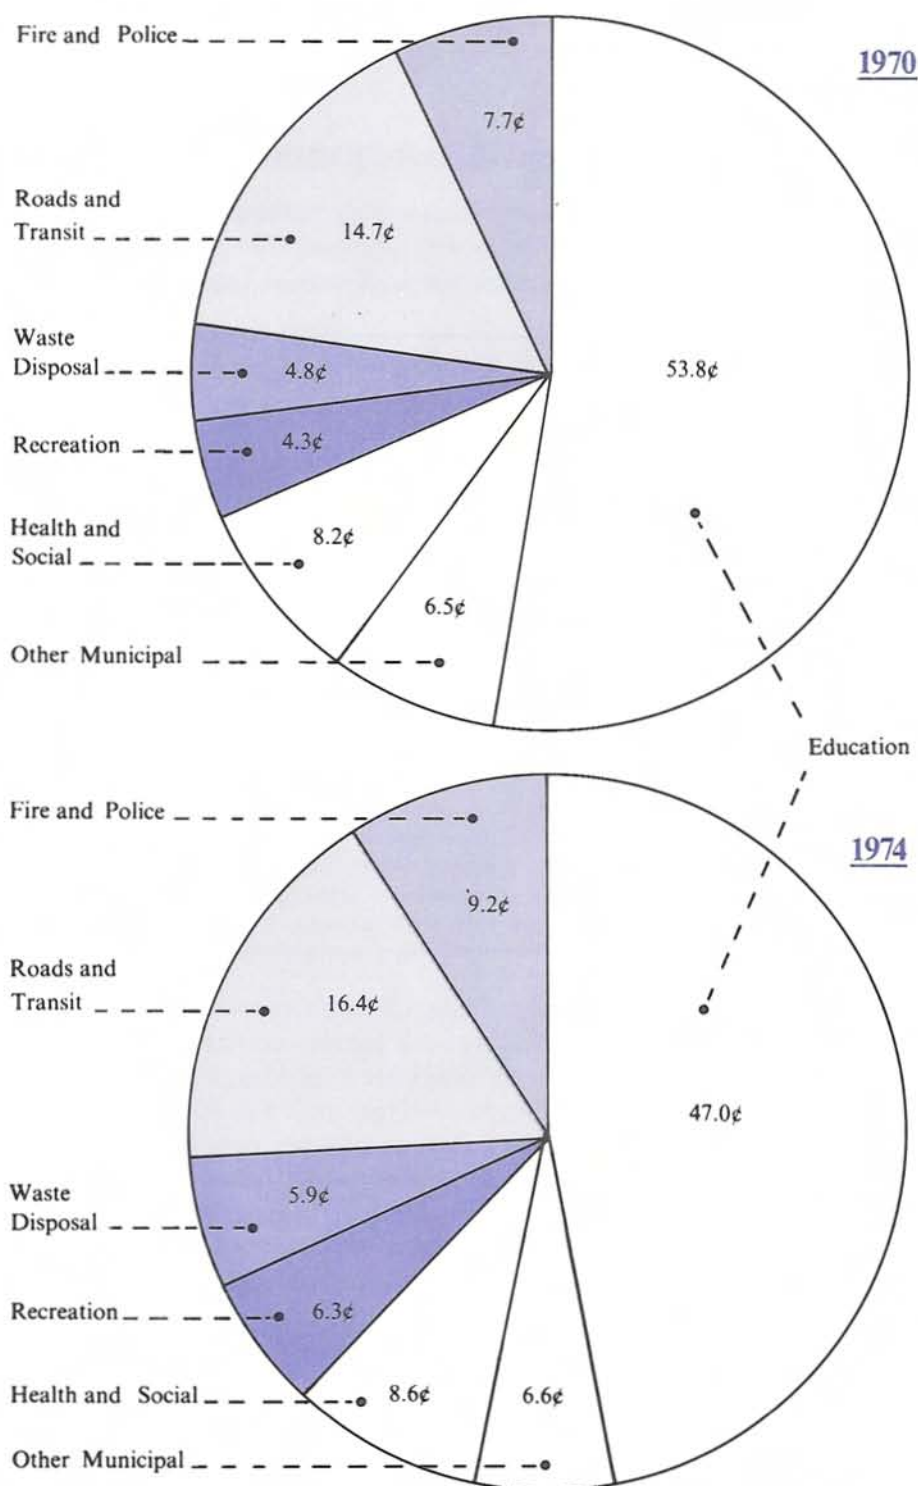 Fire and Police
1970
7.7¢
Roads and
Transit
14.7¢
Waste
Disposal
4.8¢
53.8¢
Recreation
4.3¢
Health and
Social
8.2¢
6.5¢
Other Municipal
Education
Fire and Police
1974
9.2¢
Roads and
Transit
16.4¢
47.0¢
Waste
Disposal
5.9¢
Recreation
6.3¢
Health and Social
8.6¢
6.6¢
Other Municipal